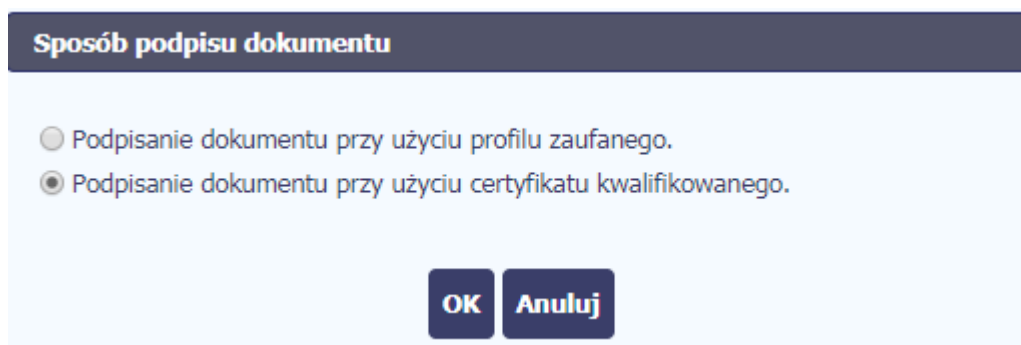 Sposób podpisu dokumentu
Podpisanie dokumentu przy użyciu profilu zaufanego.
Podpisanie dokumentu przy użyciu certyfikatu kwalifikowanego.
OK Anuluj